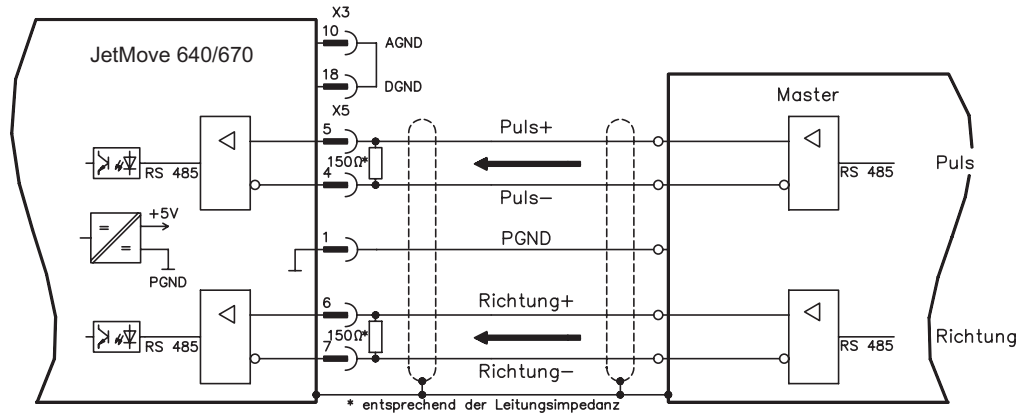 X3
10
AGND
JetMove 640/670
18
DGND
X5
Master
5
Puls+
150Ω*
RS 485
RS 485
Puls
4
Puls−
+5V
=
=
1
PGND
PGND
6
Richtung+
150Ω*
RS 485
RS 485
Richtung
7
Richtung−
* entsprechend der Leitungsimpedanz